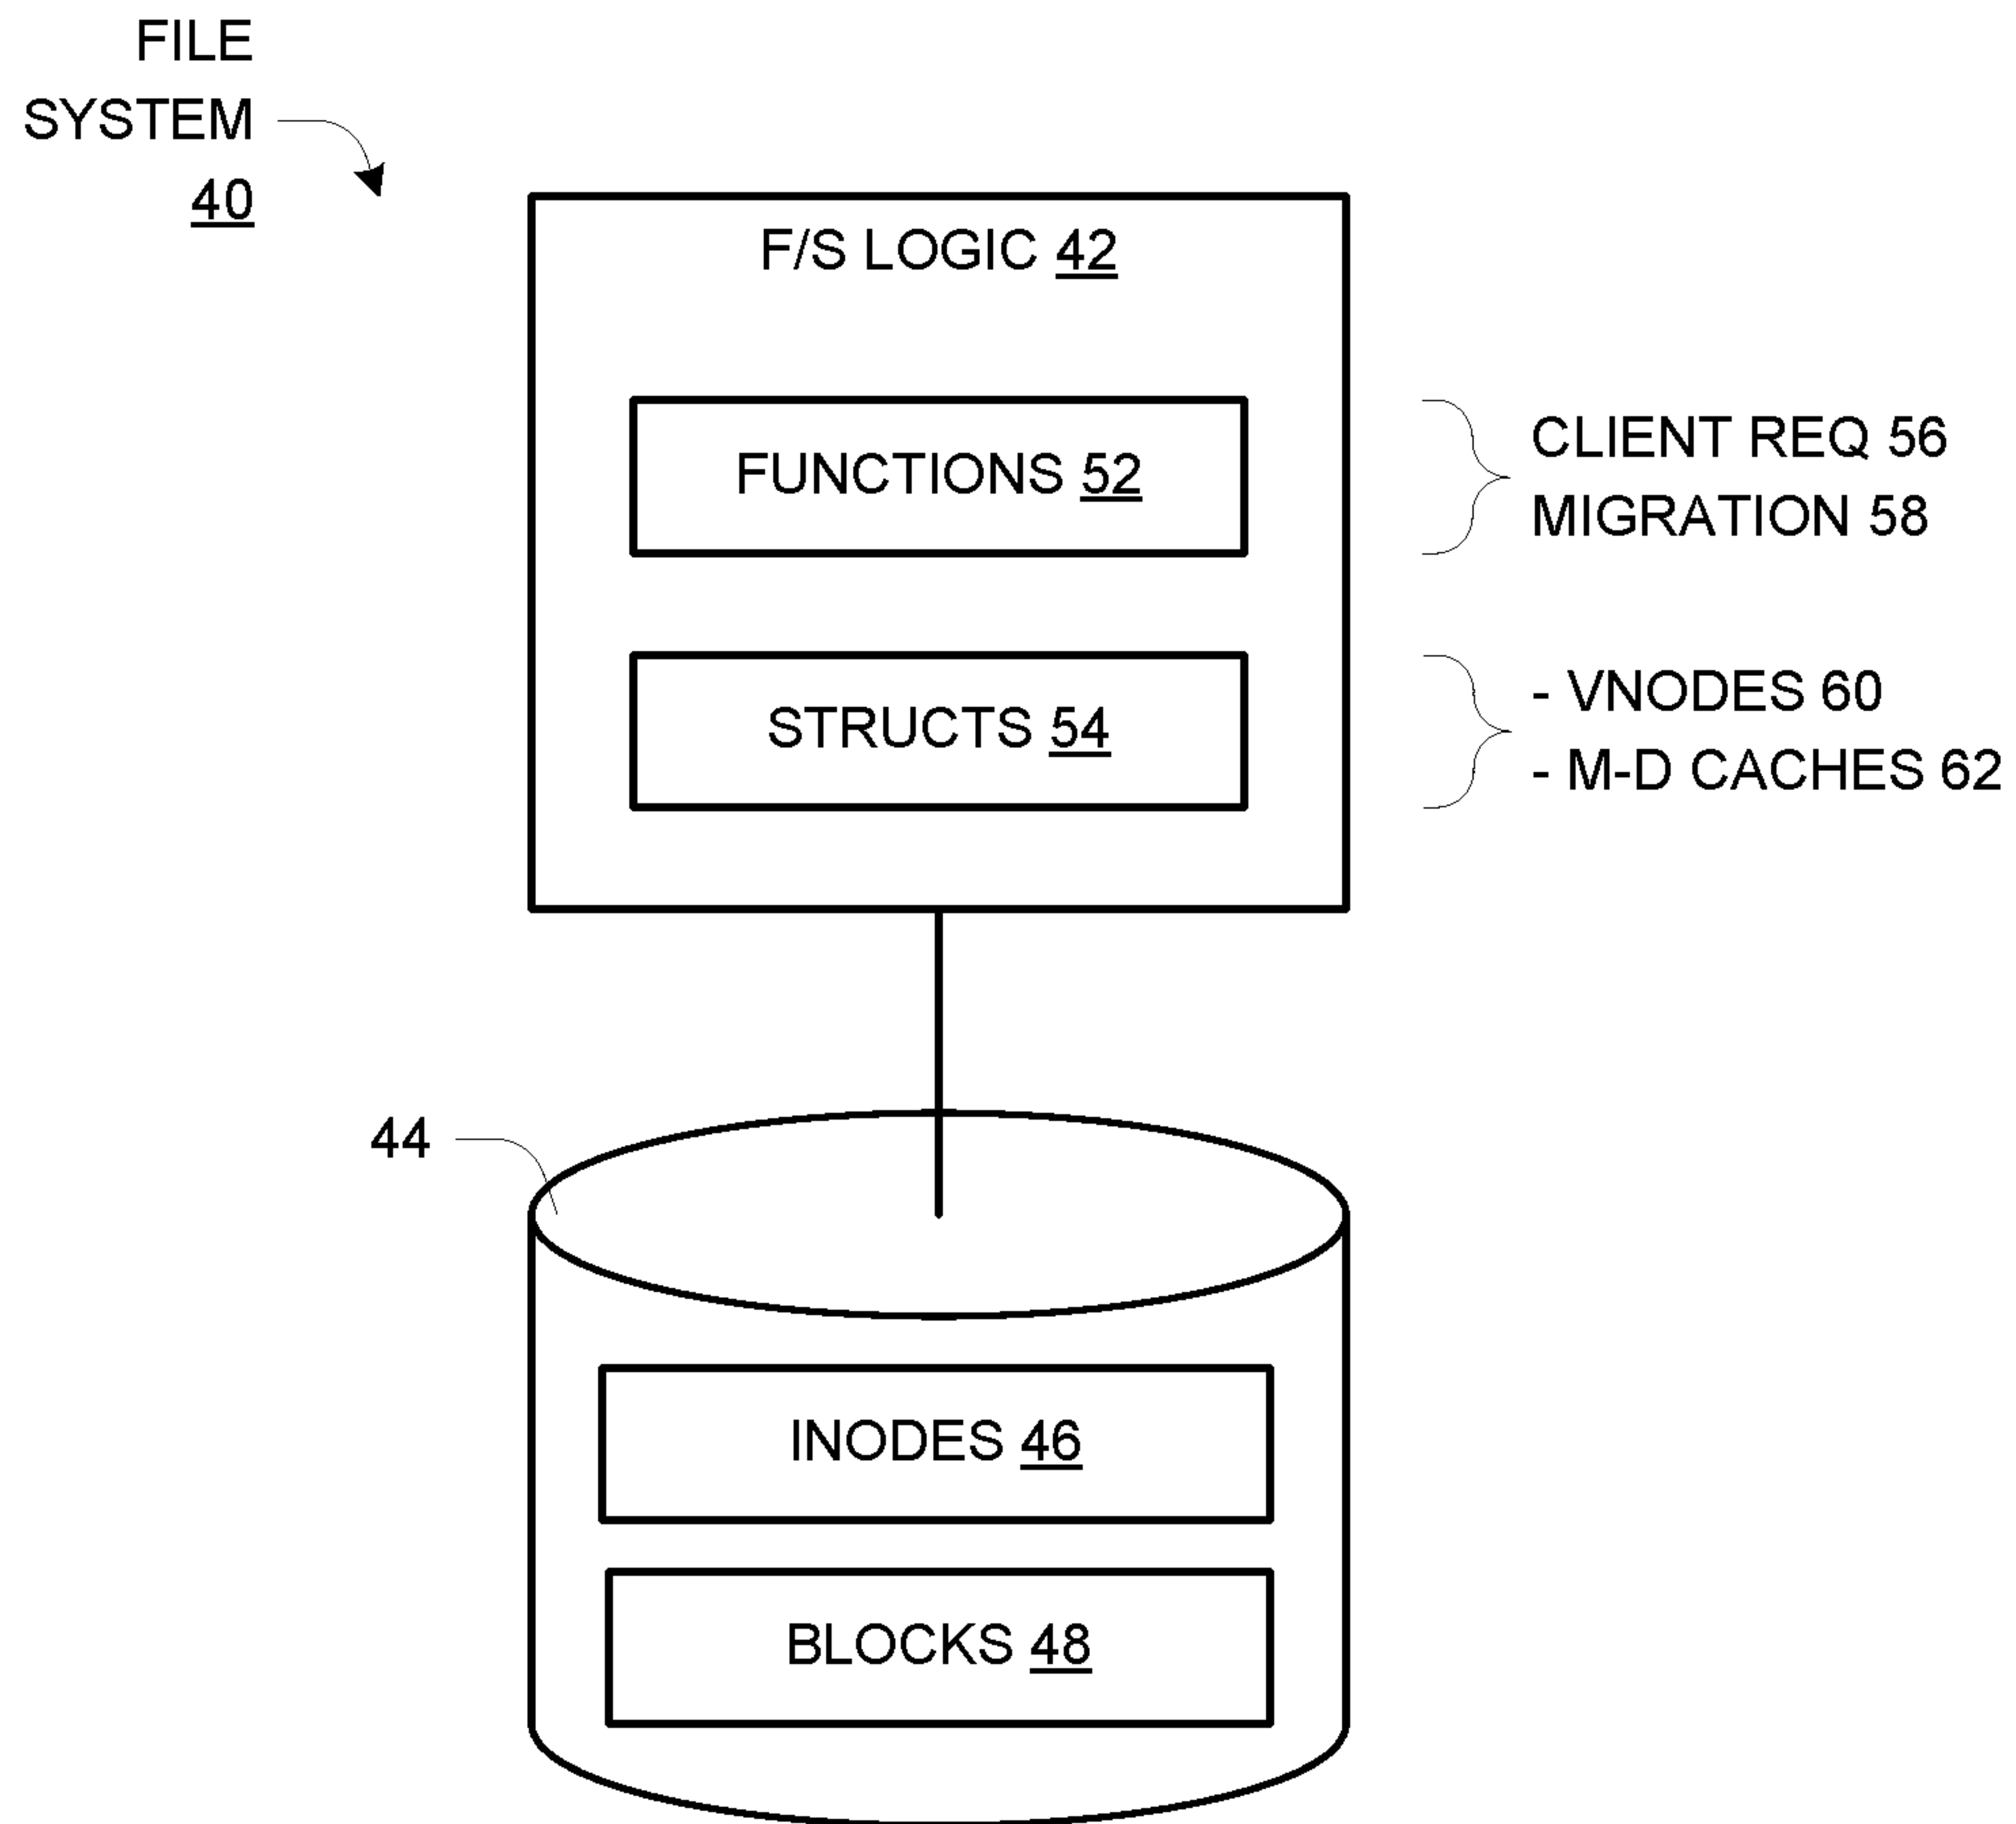 FILE
SYSTEM
40
F/S LOGIC 42
FUNCTIONS 52
CLIENT REQ 56
MIGRATION 58
STRUCTS 54
- VNODES 60
- M-D CACHES 62
44
INODES 46
BLOCKS 48